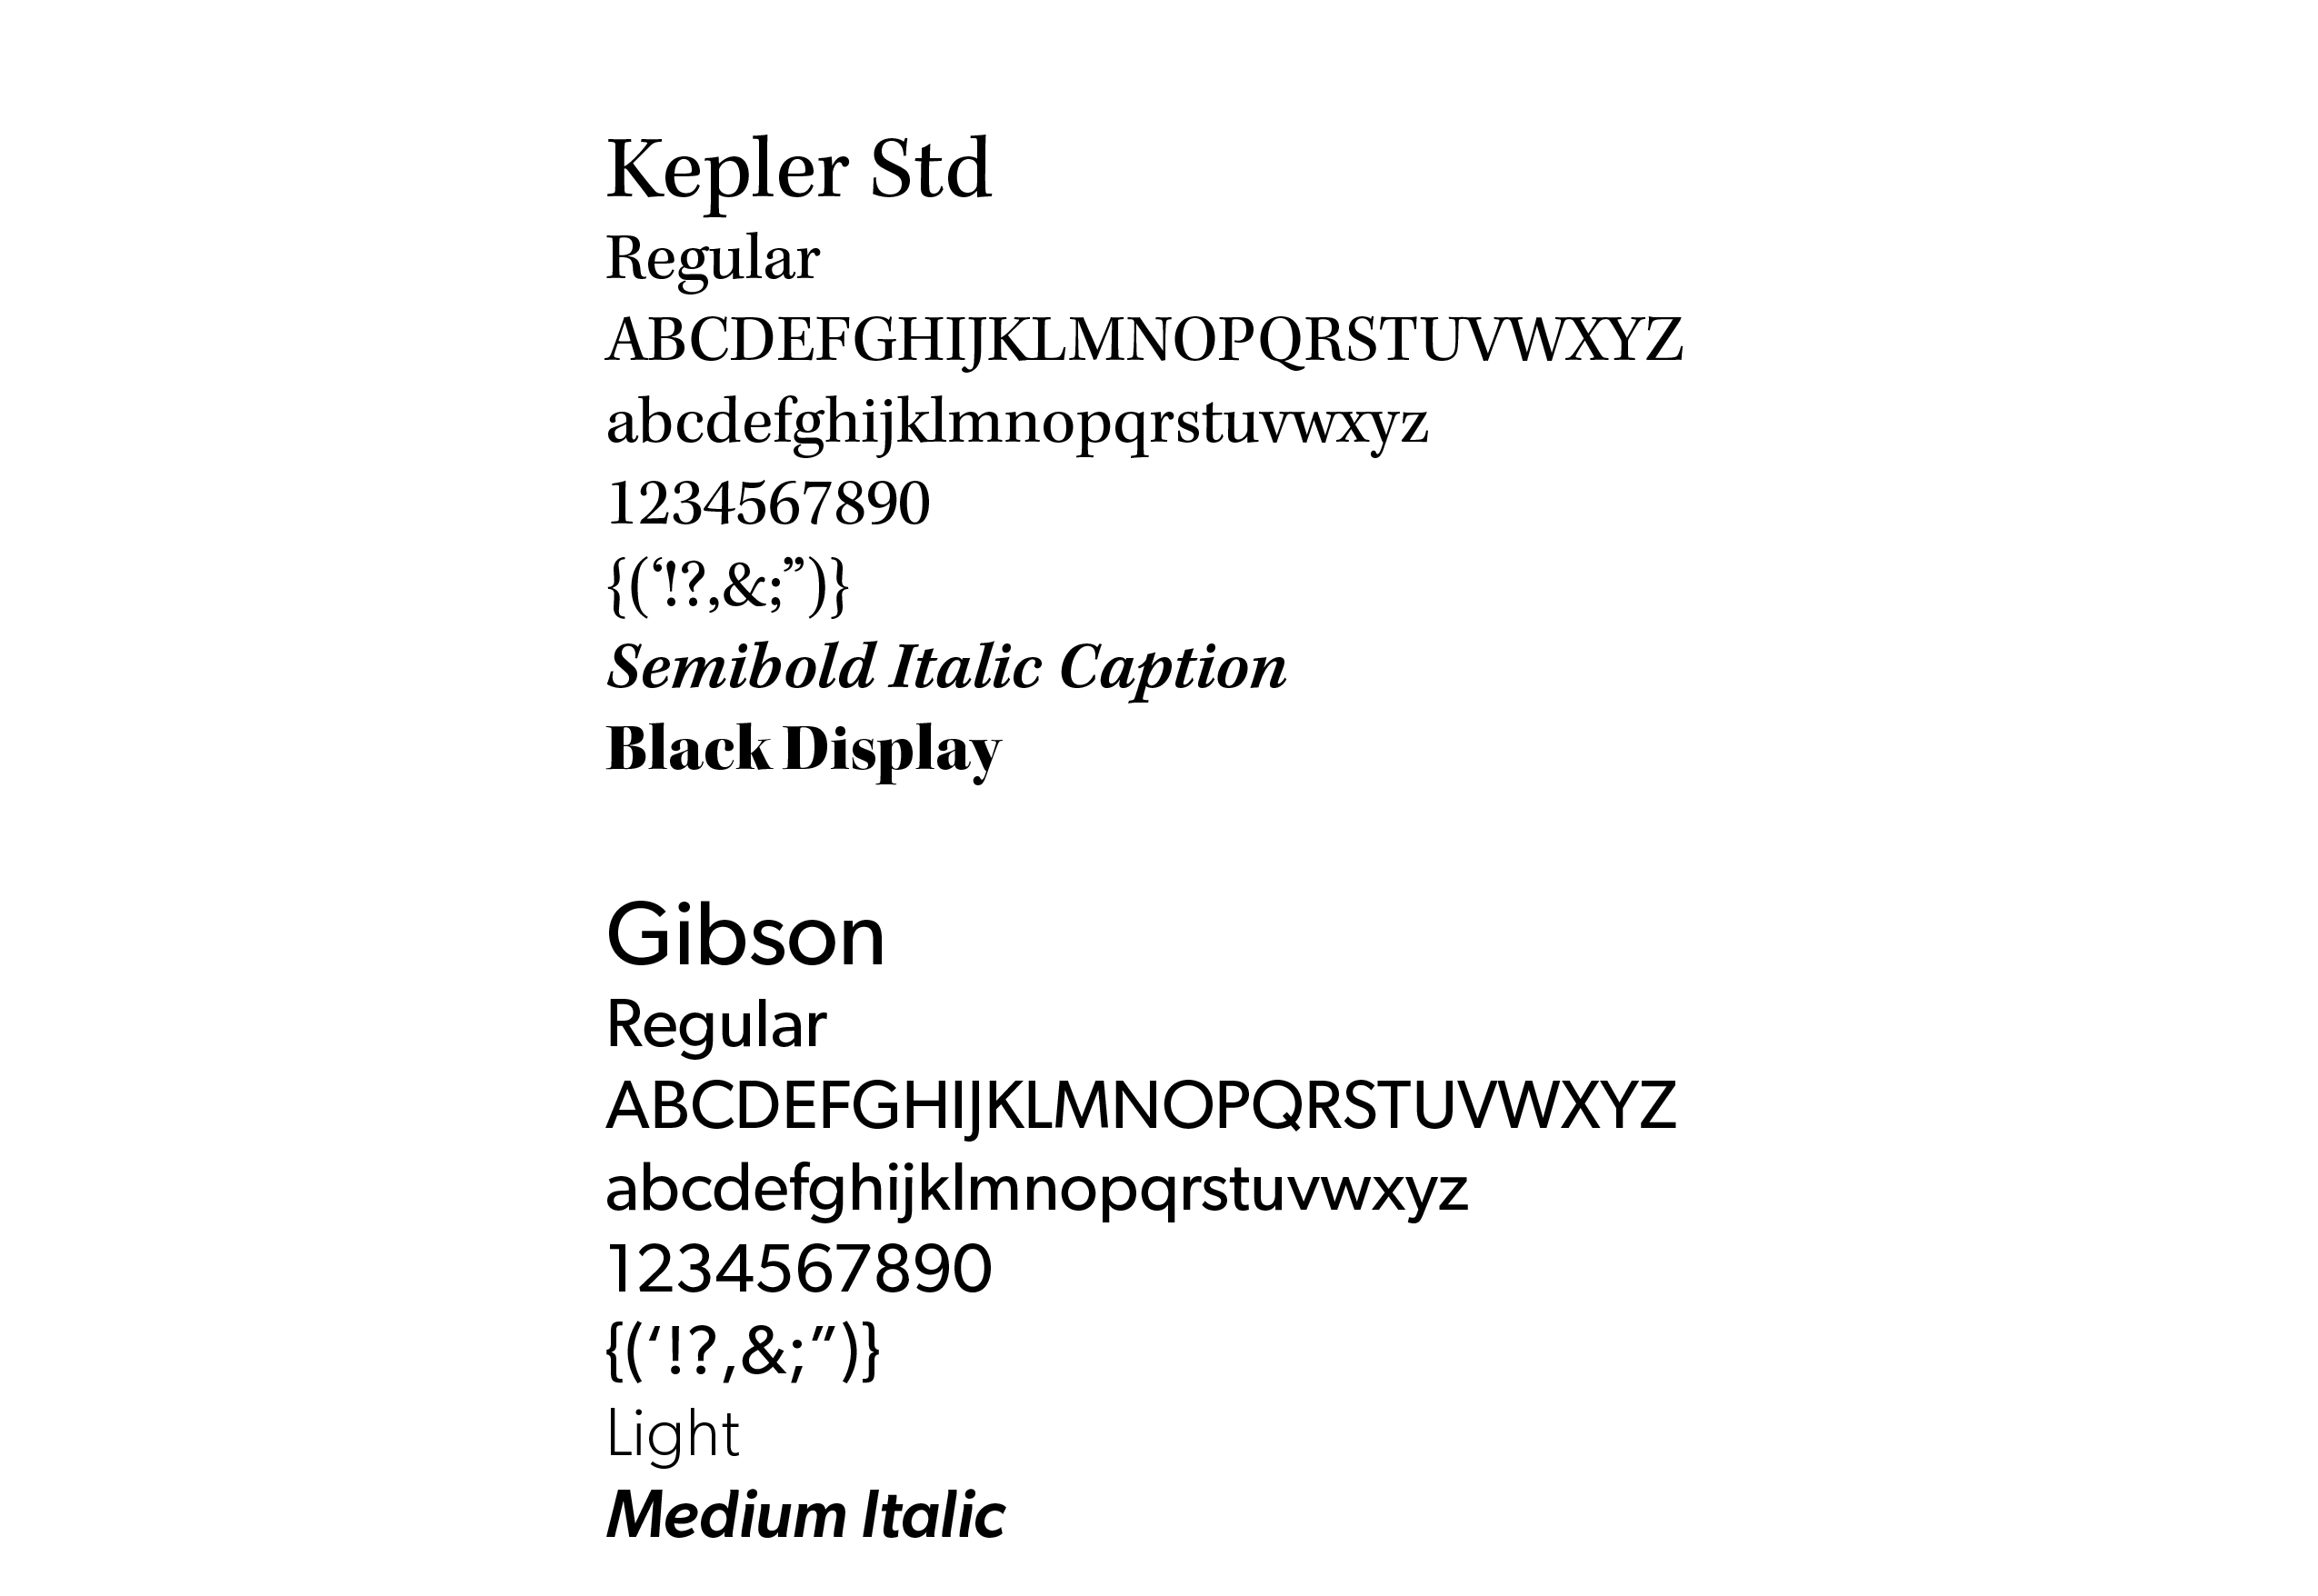 Kepler Std
Regular
ABCDEFGHIJKLMNOPQRSTUVWXYZ
abcdefghijklmnopqrstuvwxyz
1234567890
{(‘!?,&;”)}
Semibold Italic Caption
Black Display
Gibson
Regular
ABCDEFGHIJKLMNOPQRSTUVWXYZ
abcdefghijklmnopqrstuvwxyz
1234567890
{(‘!?,&;”)}
Light
Medium Italic